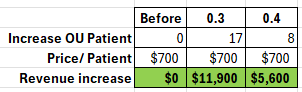 Before 0.3 0.4
Increase OU Patient 0 17 8
Price/ Patient $700 $700 $700
Revenue increase $0 $11,900 $5,600